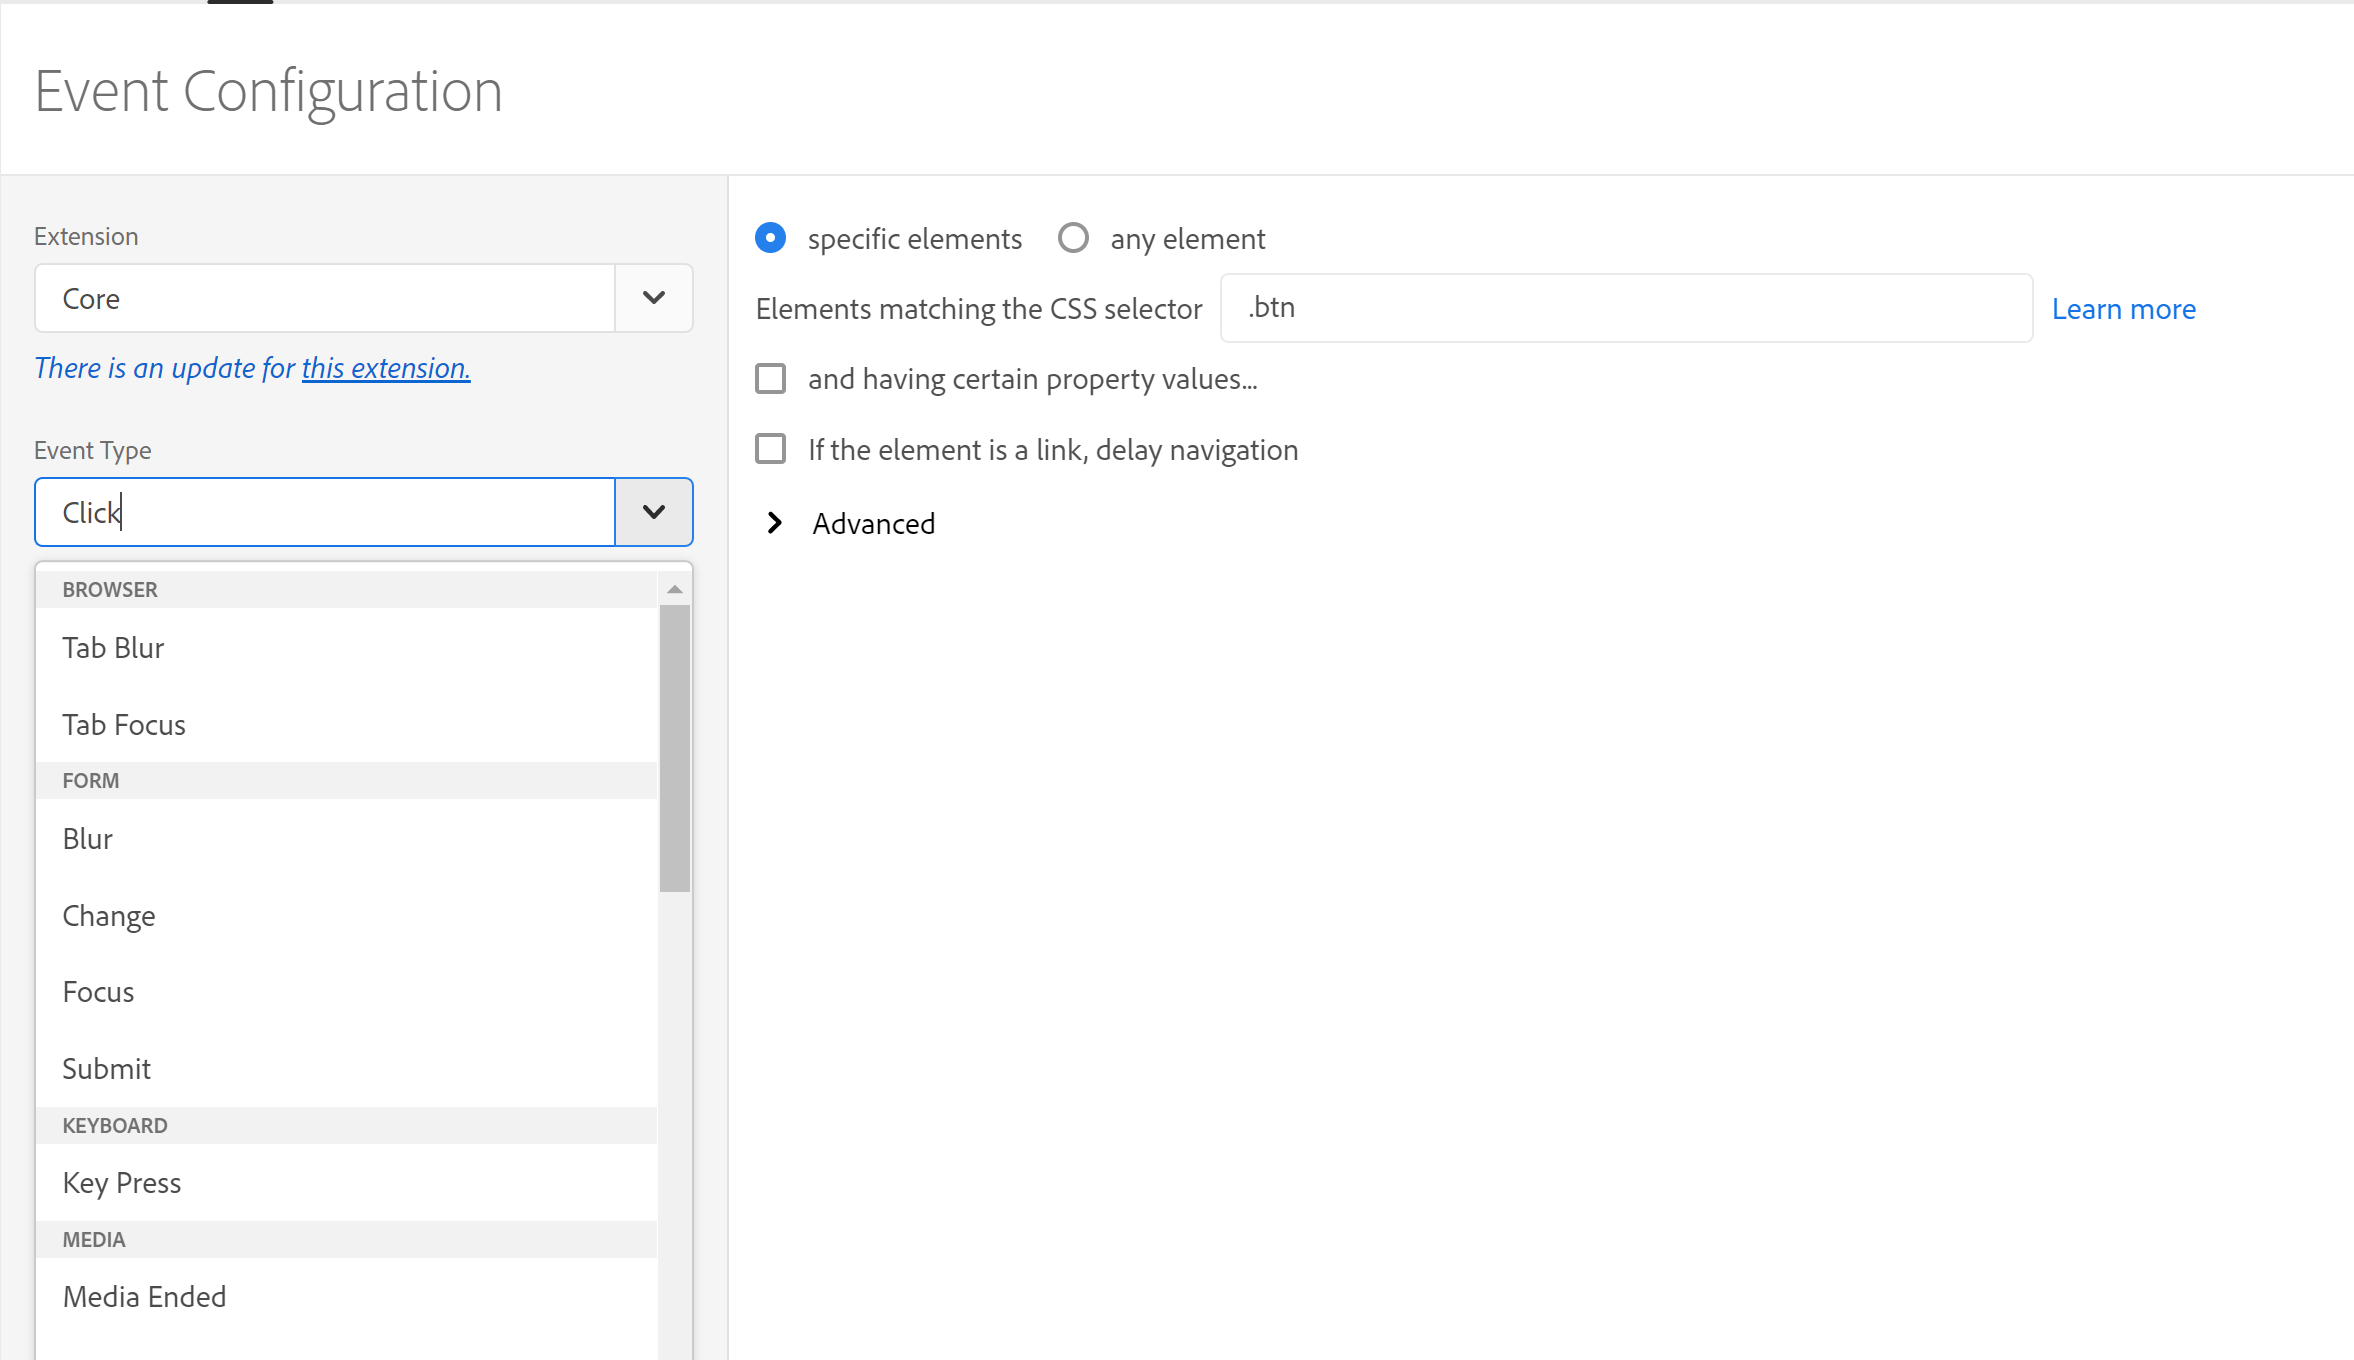 Event Configuration
Extension
Core
There is an update for this extension.
Event Type
Click
BROWSER
Tab Blur
Tab Focus
FORM
Blur
Change
Focus
Submit
KEYBOARD
Key Press
MEDIA
Media Ended
specific elements any element
Elements matching the CSS selector .btn Learn more
and having certain property values...
If the element is a link, delay navigation
Advanced